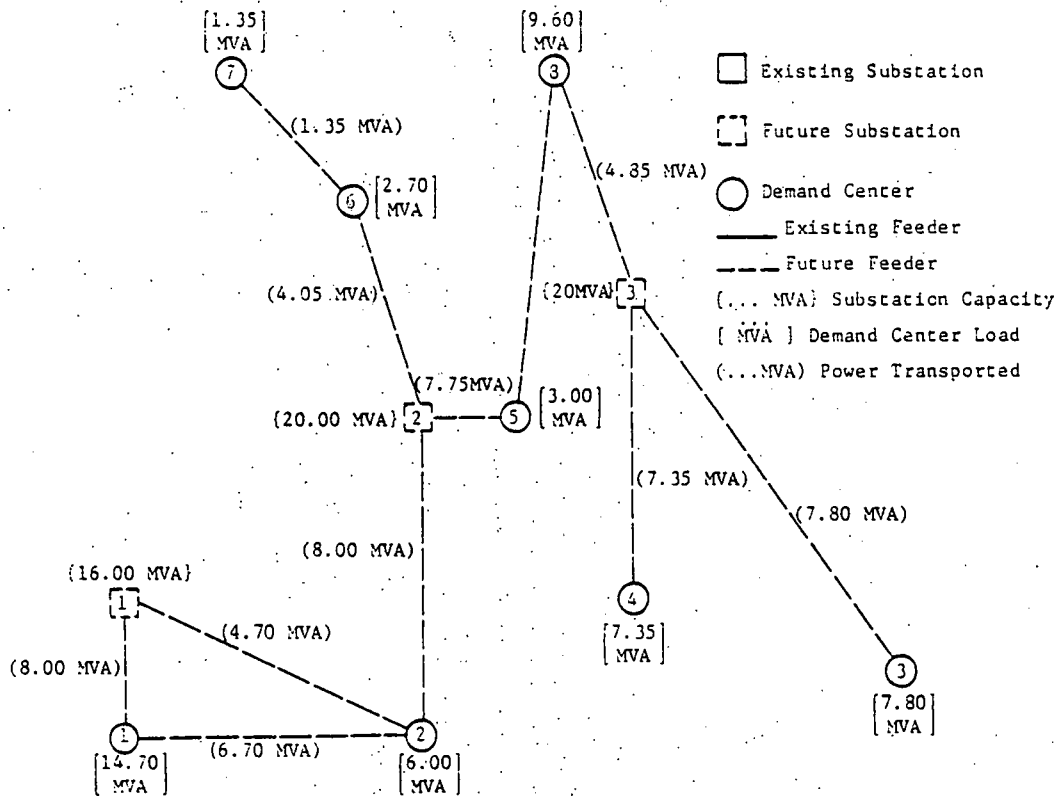 [1.35
MVA]
7
(1.35 MVA)
6
[2.70
MVA]
(4.05 MVA)
[9.60
MVA]
8
(4.85 MVA)
{20MVA}
3
(7.75MVA)
{20.00 MVA}
2
5
[3.00
MVA]
(7.35 MVA)
(7.80 MVA)
(8.00 MVA)
{16.00 MVA}
1
(4.70 MVA)
(8.00 MVA)
4
[7.35
MVA]
3
[7.80
MVA]
1
(6.70 MVA)
2
[14.70
MVA]
[6.00
MVA]
Existing Substation
Future Substation
Demand Center
Existing Feeder
Future Feeder
{... MVA} Substation Capacity
[ MVA ] Demand Center Load
(...MVA) Power Transported